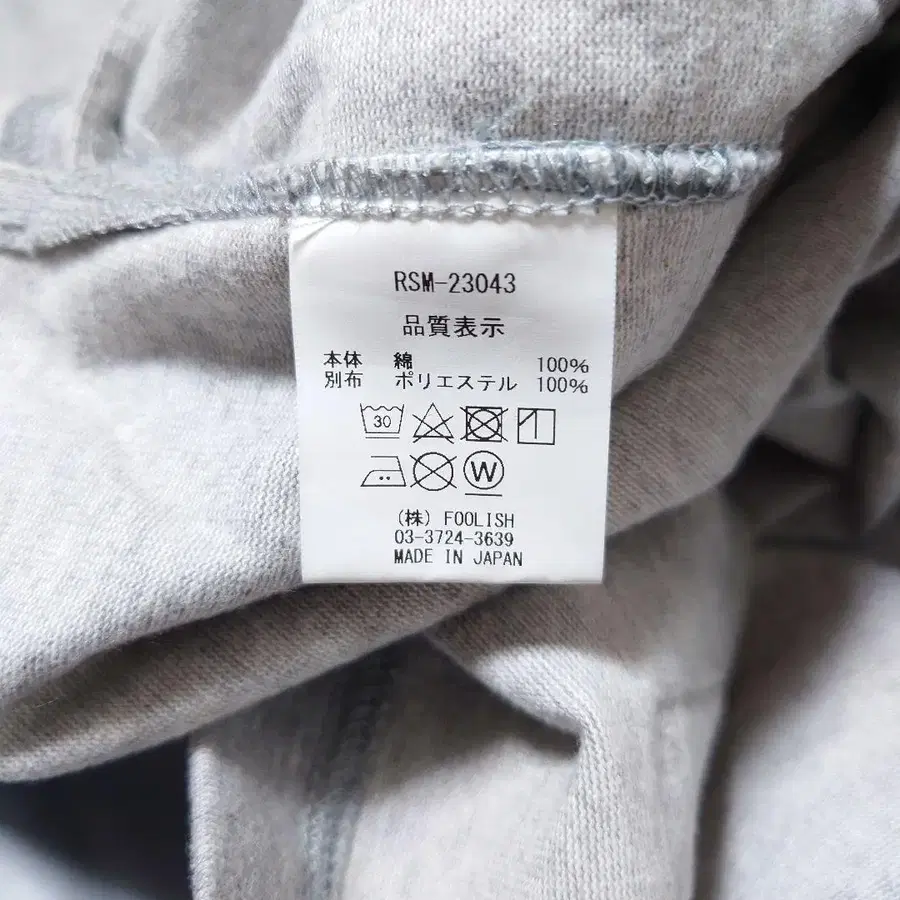 RSM-23043
品質表示
本体 綿 100%
別布 ポリエステル 100%
30
W
(株) FOOLISH
03-3724-3639
MADE IN JAPAN